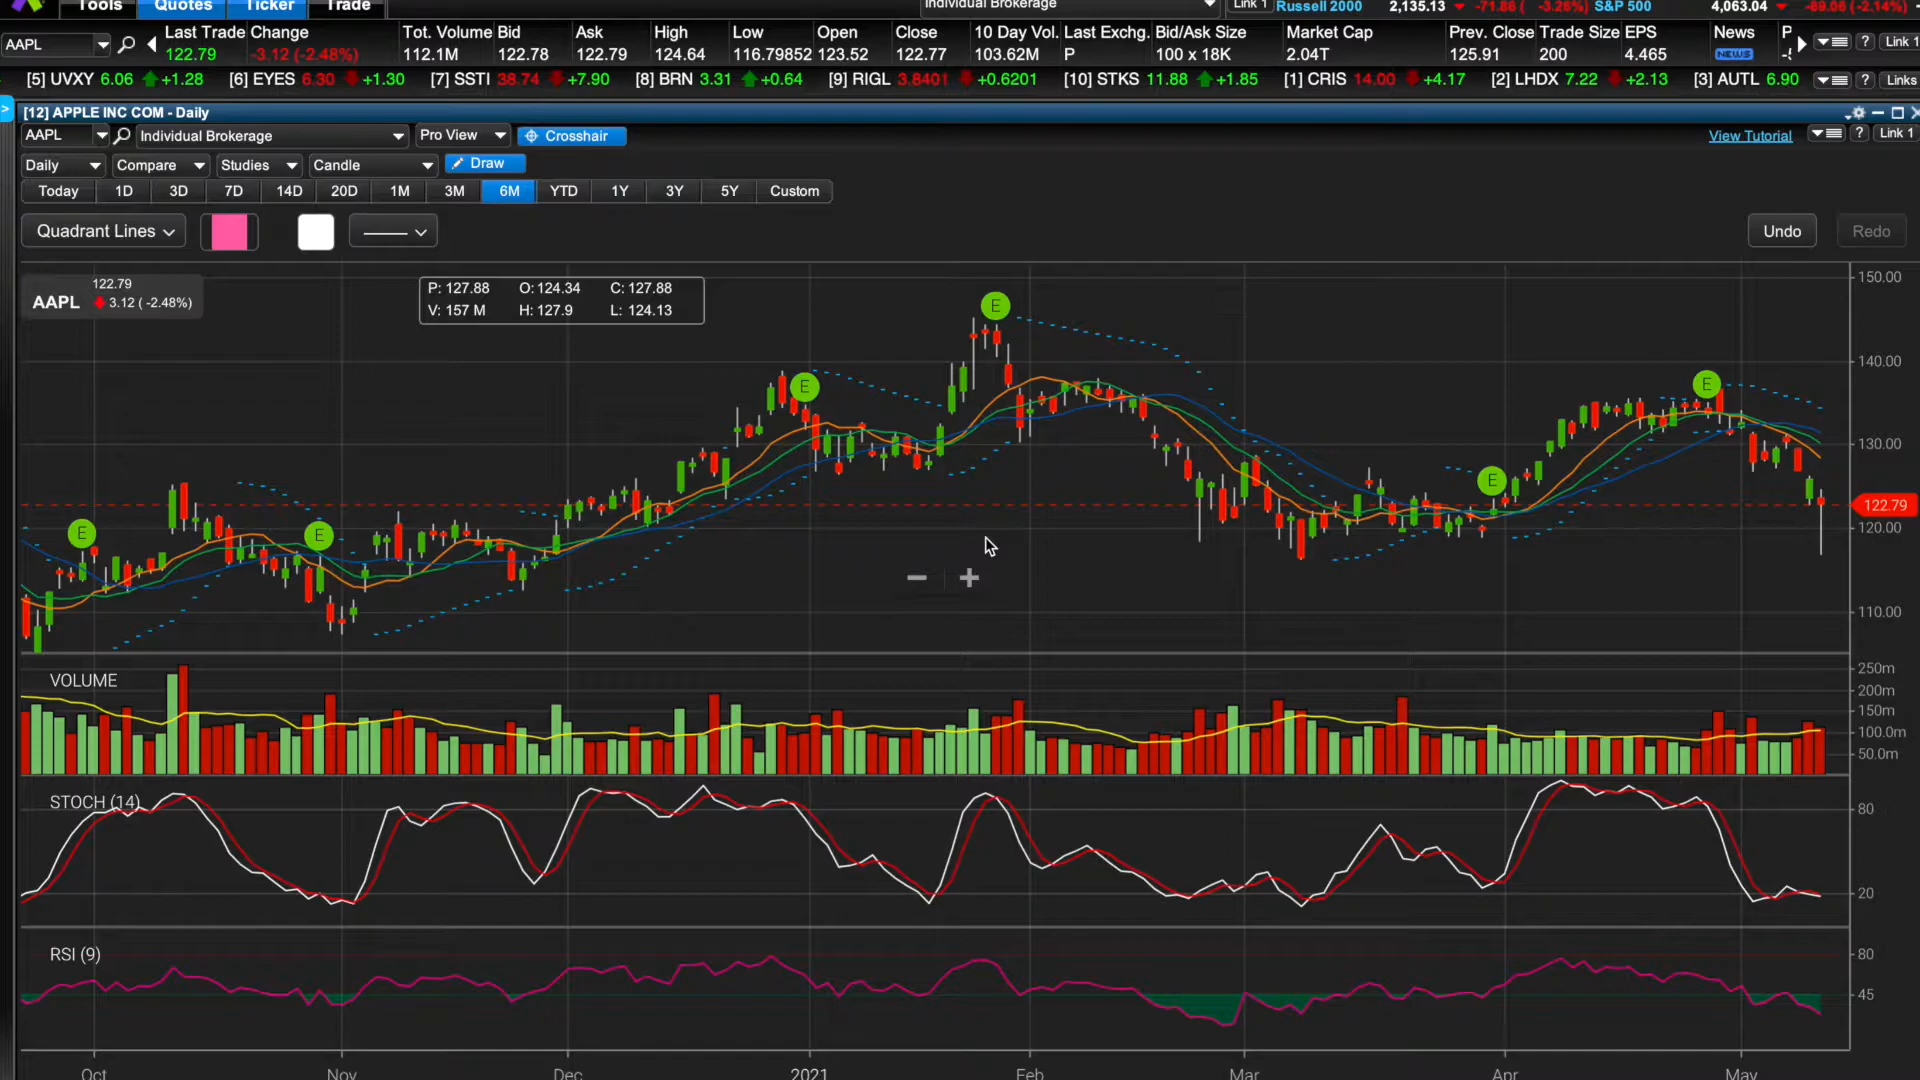 Tools Quotes Ticker Trade Individual Brokerage Link 1 Russell 2000 2,135.13 -71.86 ( -3.26%) S&P 500 4,063.04 -89.06 (-2.14%)
Last Trade Change Tot. Volume Bid Ask High Low Open Close 10 Day Vol. Last Exchg. Bid/Ask Size Market Cap Prev. Close Trade Size EPS News P
AAPL 122.79 -3.12 (-2.48%) 112.1M 122.78 122.79 124.64 116.79852 123.52 122.77 103.62M P 100 x 18K 2.04T 125.91 200 4.465 NEWS ? Link 1
[5] UVXY 6.06 +1.28 [6] EYES 6.30 +1.30 [7] SSTI 38.74 +7.90 [8] BRN 3.31 +0.64 [9] RIGL 3.8401 +0.6201 [10] STKS 11.88 +1.85 [1] CRIS 14.00 +4.17 [2] LHDX 7.22 +2.13 [3] AUTL 6.90 ? Links
[12] APPLE INC COM - Daily
AAPL Individual Brokerage Pro View Crosshair View Tutorial ? Link 1
Daily Compare Studies Candle Draw
Today 1D 3D 7D 14D 20D 1M 3M 6M YTD 1Y 3Y 5Y Custom
Quadrant Lines Undo Redo
AAPL 122.79
3.12 ( -2.48%)
P: 127.88 O: 124.34 C: 127.88
V: 157 M H: 127.9 L: 124.13
150.00
E
140.00
E
E
130.00
E
122.79
E
E
120.00
110.00
VOLUME
250m
200m
150m
100.0m
50.0m
STOCH (14)
80
20
RSI (9)
80
45
Oct Nov Dec 2021 Feb Mar Apr May